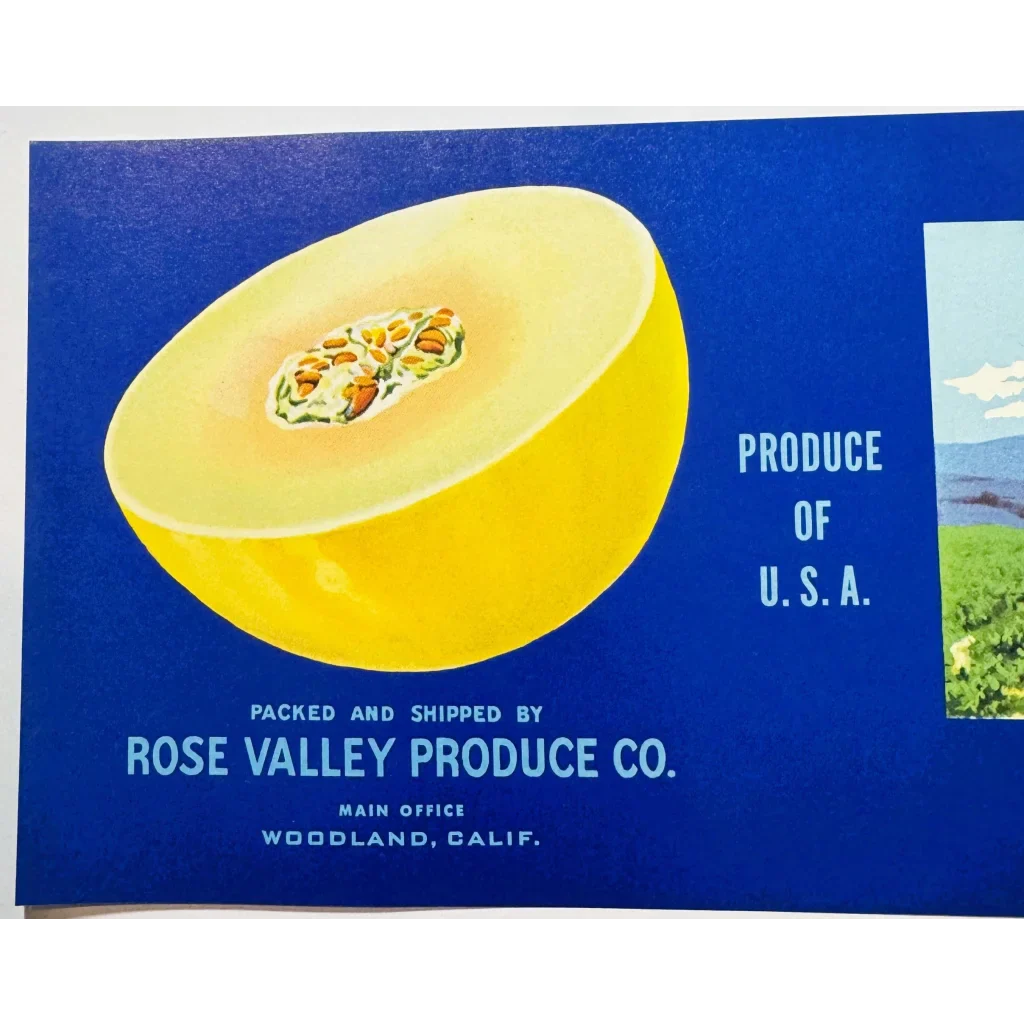 PRODUCE
OF
U.S.A.
PACKED AND SHIPPED BY
ROSE VALLEY PRODUCE CO.
MAIN OFFICE
WOODLAND, CALIF.